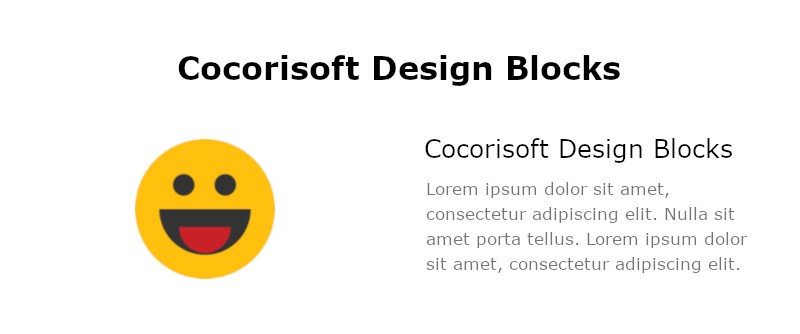 Cocorisoft Design Blocks
Cocorisoft Design Blocks
Lorem ipsum dolor sit amet,
consectetur adipiscing elit. Nulla sit
amet porta tellus. Lorem ipsum dolor
sit amet, consectetur adipiscing elit.